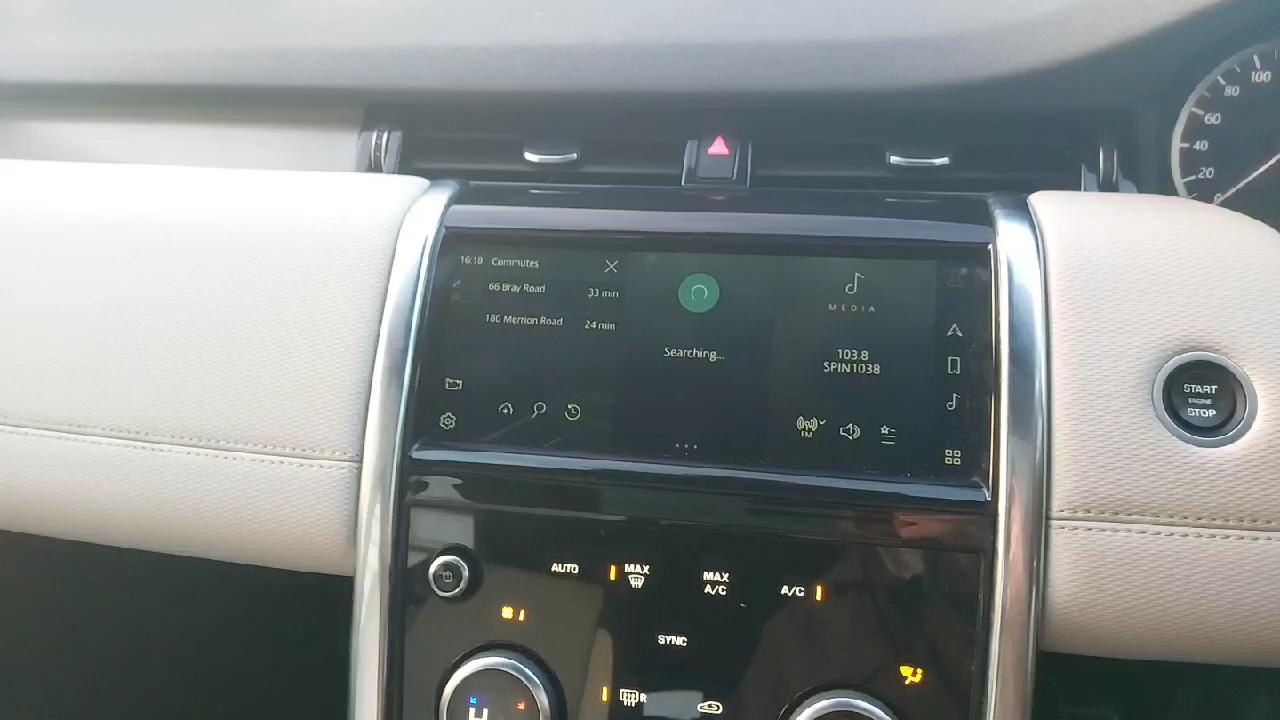 100
80
60
40
20
0
16:18 Commutes
66 Bray Road 33 min
180 Merrion Road 24 min
Searching...
MEDIA
103.8
SPIN1038
FM
START
ENGINE
STOP
AUTO
MAX
MAX
A/C
A/C
SYNC
R
H